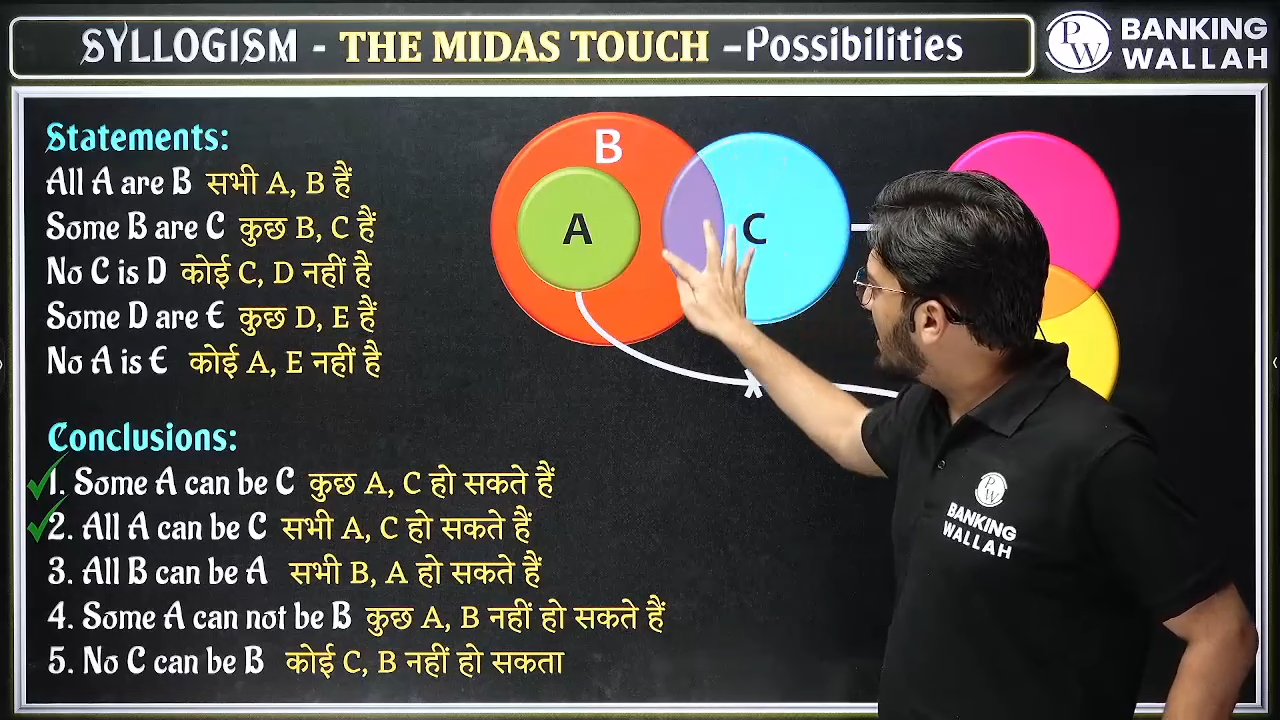 SYLLOGISM - THE MIDAS TOUCH -Possibilities
PW BANKING
WALLAH
Statements:
All A are B सभी A, B हैं
Some B are C कुछ B, C हैं
No C is D कोई C, D नहीं है
Some D are E कुछ D, E हैं
No A is E कोई A, E नहीं है
Conclusions:
1. Some A can be C कुछ A, C हो सकते हैं
2. All A can be C सभी A, C हो सकते हैं
3. All B can be A सभी B, A हो सकते हैं
4. Some A can not be B कुछ A, B नहीं हो सकते हैं
5. No C can be B कोई C, B नहीं हो सकता
B
A
C
PW
BANKING
WALLAH